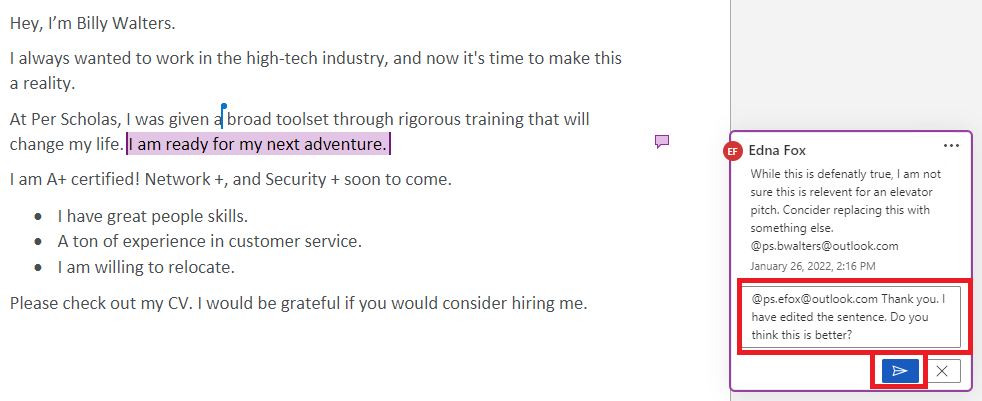 Hey, I’m Billy Walters.
I always wanted to work in the high-tech industry, and now it's time to make this
a reality.
At Per Scholas, I was given a broad toolset through rigorous training that will
change my life. I am ready for my next adventure.
I am A+ certified! Network +, and Security + soon to come.
• I have great people skills.
• A ton of experience in customer service.
• I am willing to relocate.
Please check out my CV. I would be grateful if you would consider hiring me.
EF Edna Fox
While this is defenatly true, I am not
sure this is relevent for an elevator
pitch. Concider replacing this with
something else.
@ps.bwalters@outlook.com
January 26, 2022, 2:16 PM
@ps.efox@outlook.com Thank you. I
have edited the sentence. Do you
think this is better?